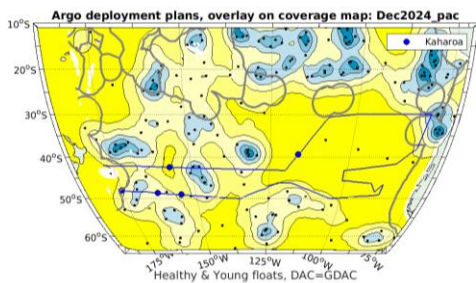 Argo deployment plans, overlay on coverage map: Dec2024_pac
Kaharoa
10°S
20°S
30°S
40°S
50°S
60°S
175°W
150°W
125°W
100°W
75°W
Healthy & Young floats, DAC=GDAC